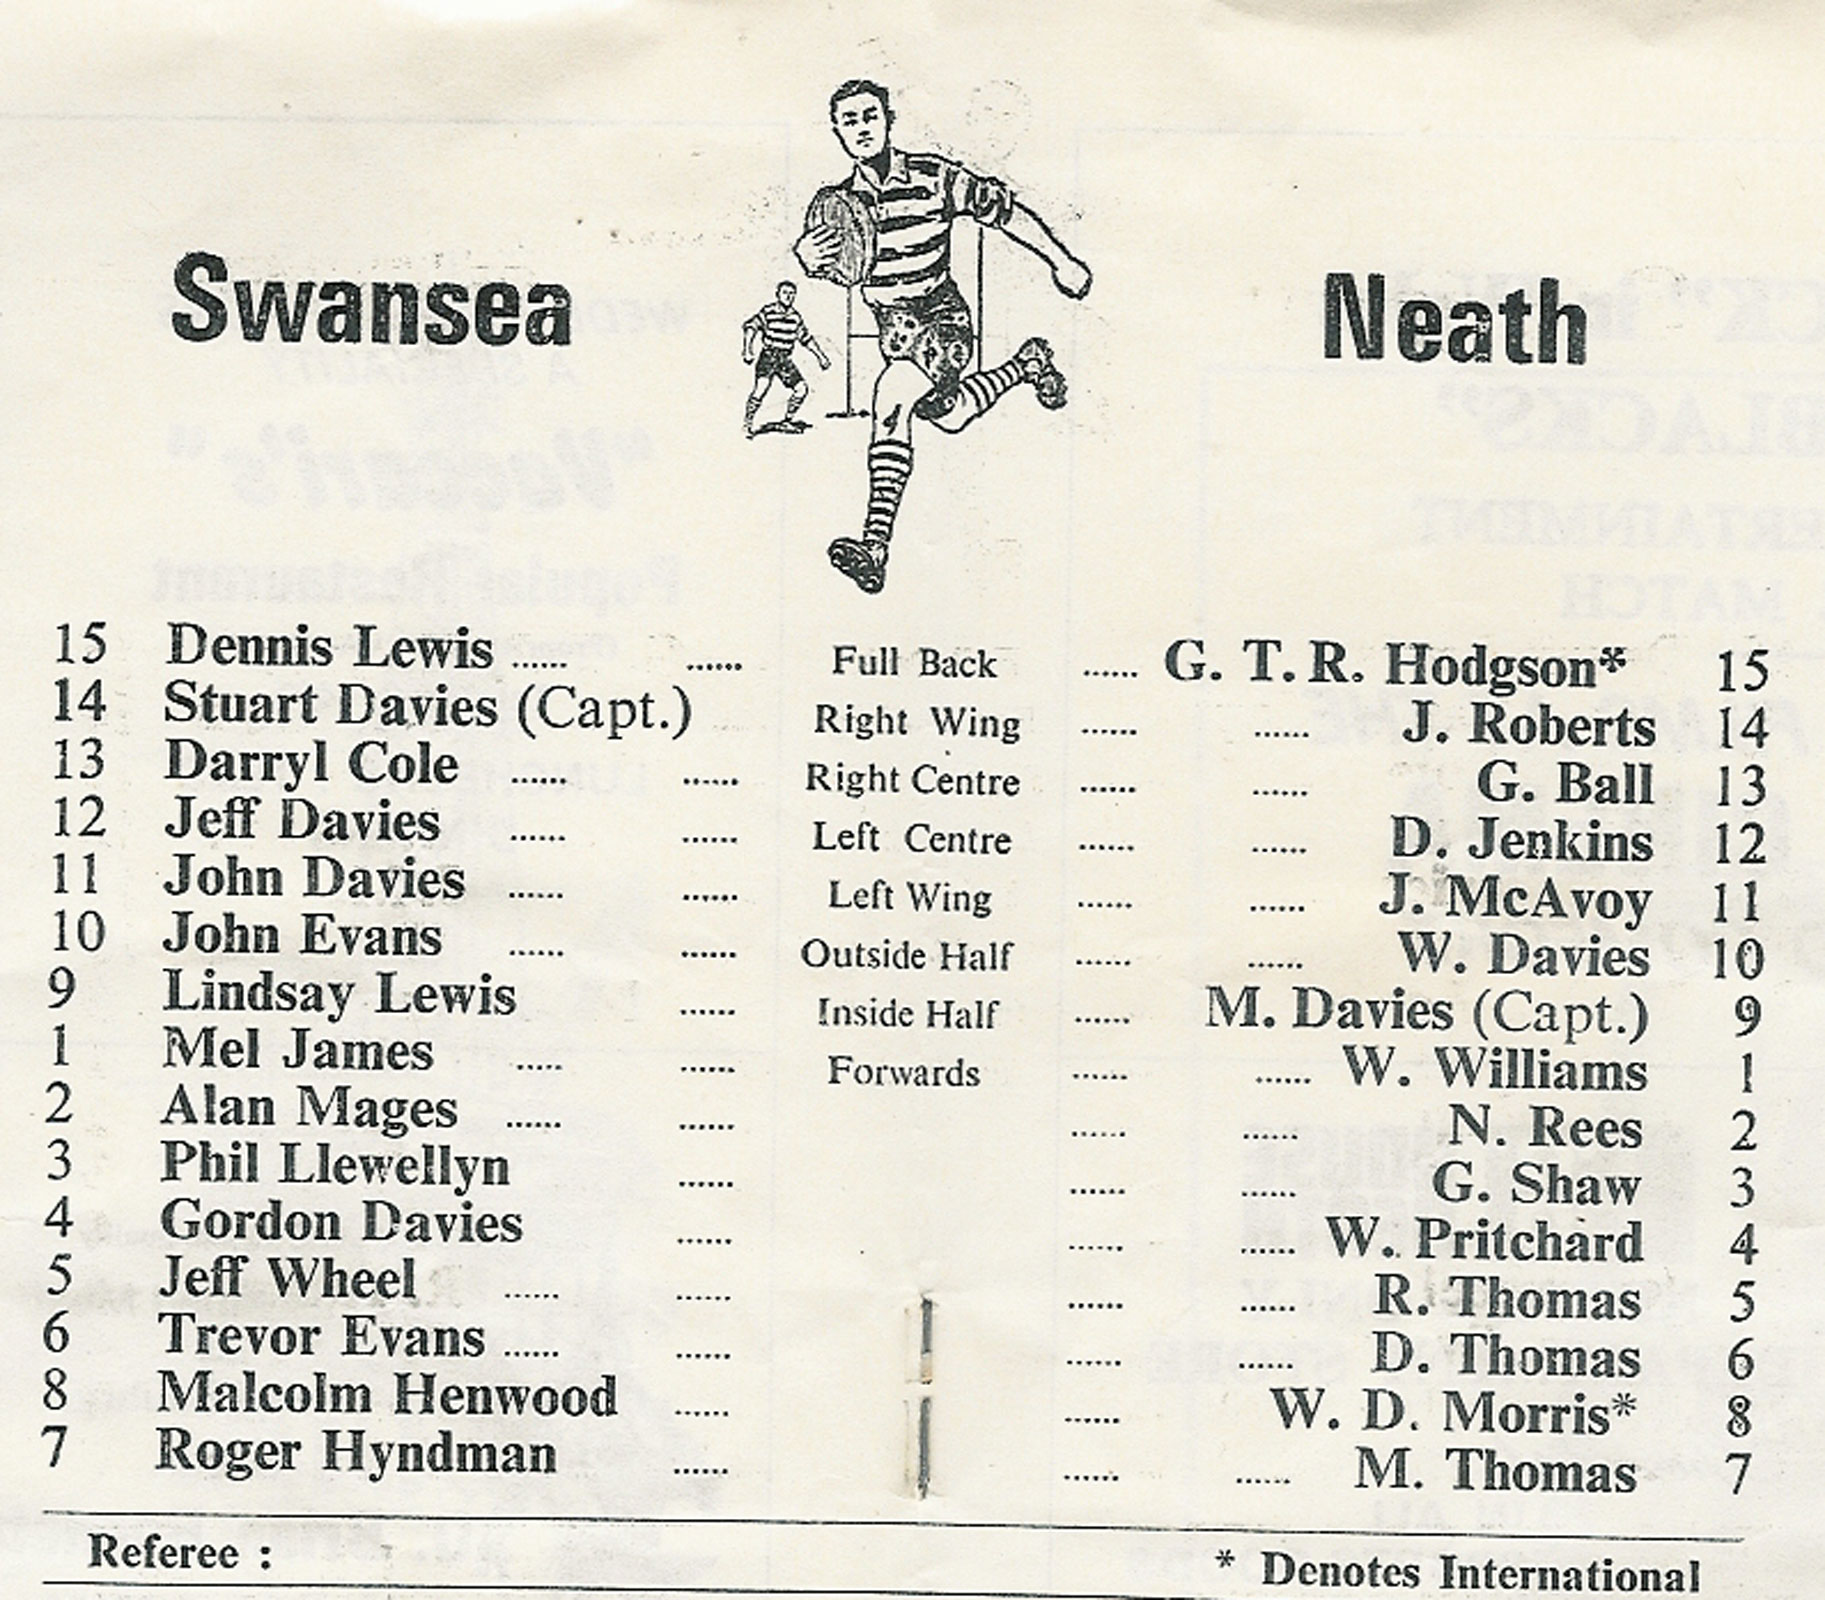 Swansea Neath
15 Dennis Lewis ...... ...... Full Back ...... G. T. R. Hodgson* 15
14 Stuart Davies (Capt.) Right Wing ...... ...... J. Roberts 14
13 Darryl Cole ...... ...... Right Centre ...... ...... G. Ball 13
12 Jeff Davies ...... ...... Left Centre ...... ...... D. Jenkins 12
11 John Davies ...... ...... Left Wing ...... ...... J. McAvoy 11
10 John Evans ...... ...... Outside Half ...... ...... W. Davies 10
9 Lindsay Lewis ...... Inside Half ...... M. Davies (Capt.) 9
1 Mel James ..... ...... Forwards ...... ...... W. Williams 1
2 Alan Mages ...... ...... ...... ...... N. Rees 2
3 Phil Llewellyn ...... ...... ...... G. Shaw 3
4 Gordon Davies ...... ...... ...... W. Pritchard 4
5 Jeff Wheel ...... ...... ...... ...... R. Thomas 5
6 Trevor Evans ...... ...... ...... ...... D. Thomas 6
8 Malcolm Henwood ...... ...... W. D. Morris* 8
7 Roger Hyndman ...... ...... ...... M. Thomas 7
Referee : * Denotes International